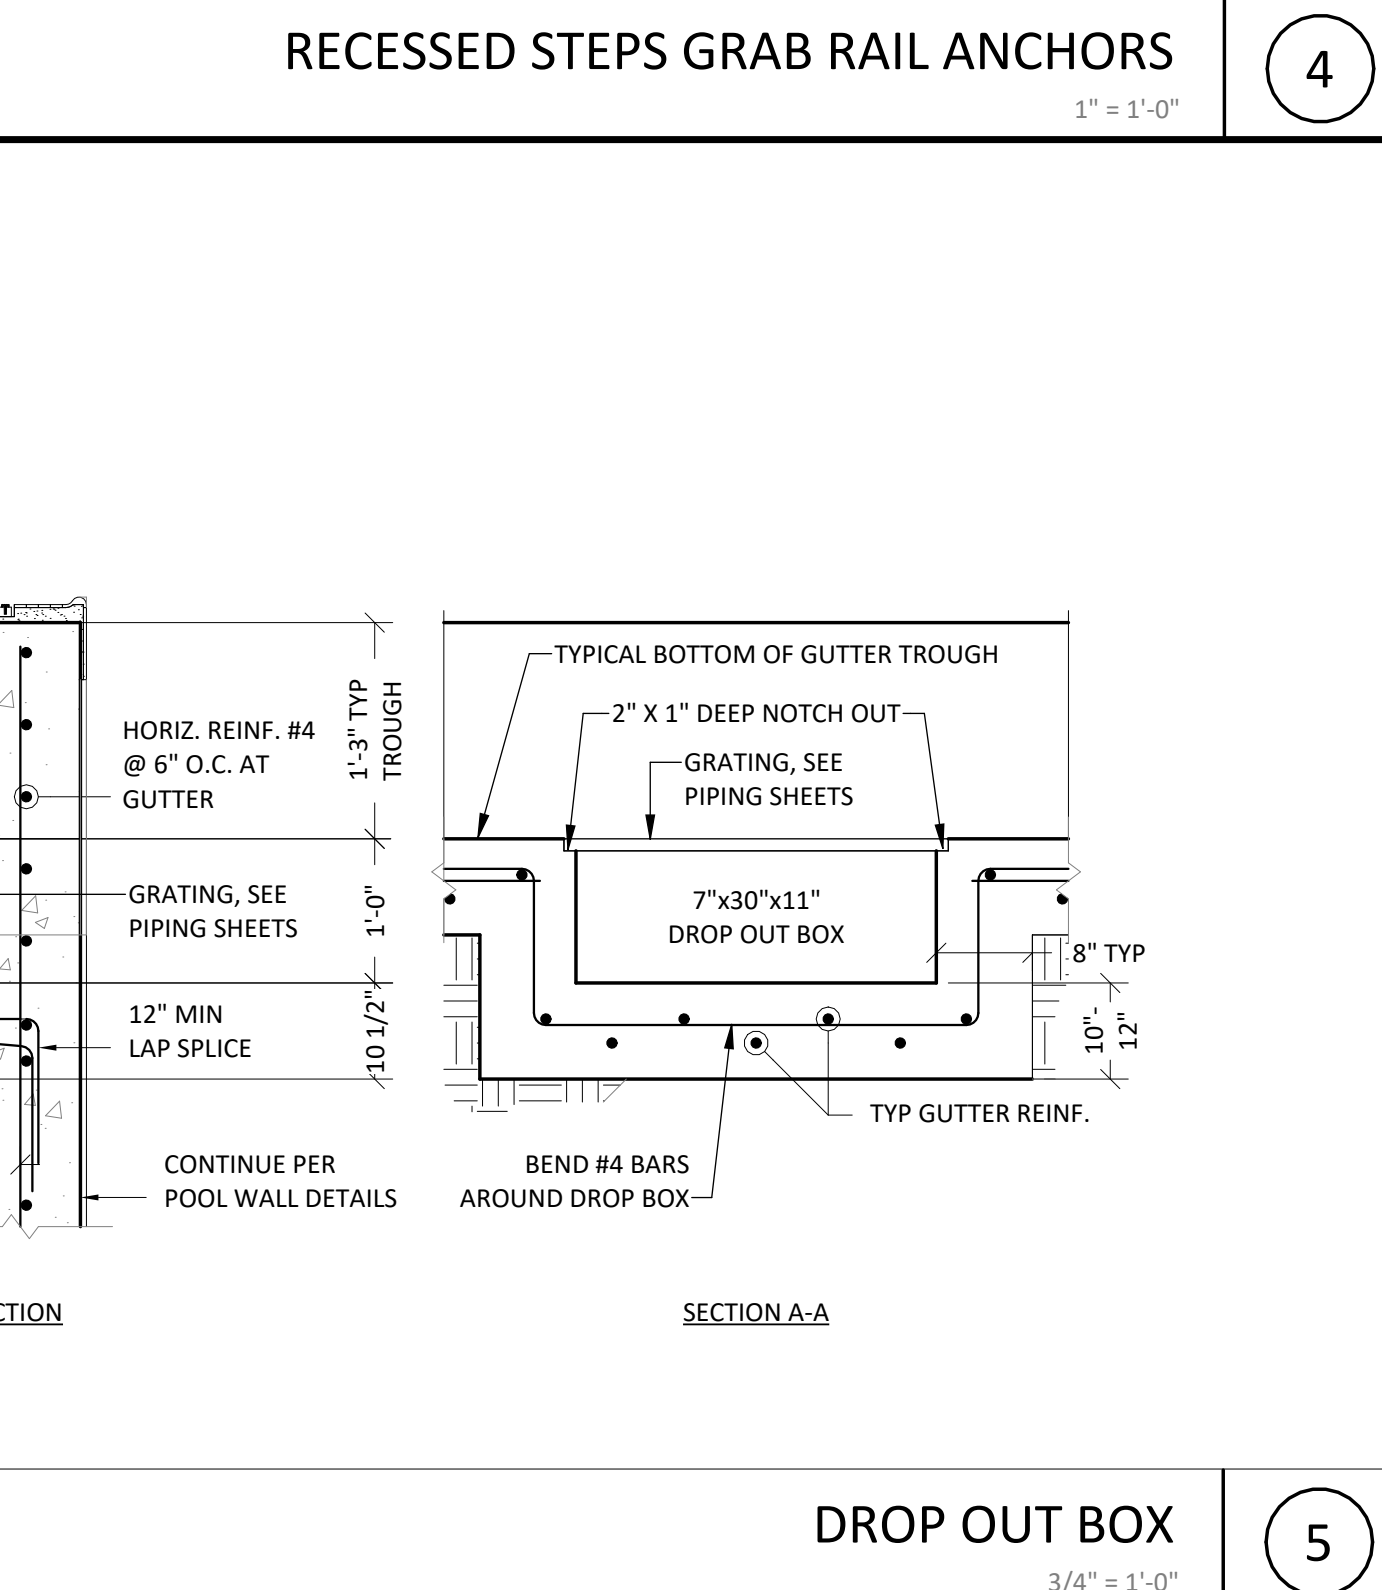 RECESSED STEPS GRAB RAIL ANCHORS
4
1" = 1'-0"
TYPICAL BOTTOM OF GUTTER TROUGH
2" X 1" DEEP NOTCH OUT
GRATING, SEE
PIPING SHEETS
HORIZ. REINF. #4
@ 6" O.C. AT
GUTTER
1'-3" TYP
TROUGH
GRATING, SEE
PIPING SHEETS
1'-0"
7"x30"x11"
DROP OUT BOX
8" TYP
12" MIN
LAP SPLICE
10 1/2"
10"-
12"
TYP GUTTER REINF.
CONTINUE PER
POOL WALL DETAILS
BEND #4 BARS
AROUND DROP BOX
CTION
SECTION A-A
DROP OUT BOX
5
3/4" = 1'-0"